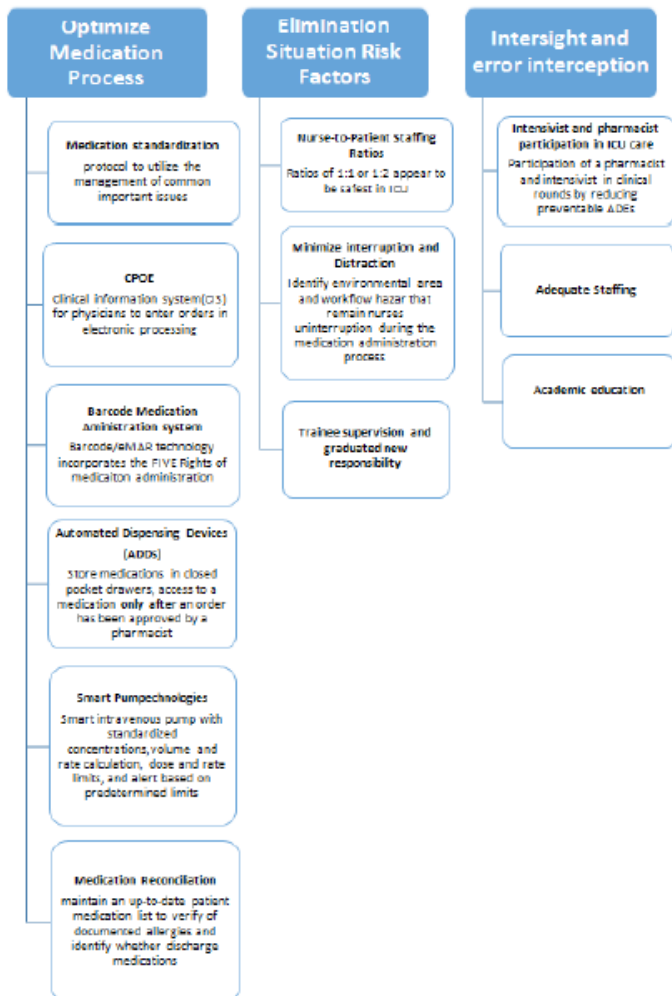 Optimize
Medication
Process
Medication standardization
protocol to utilize the
management of common
important issues
CPOE
Clinical information system(CIS)
for physicians to enter orders in
electronic processing
Barcode Medication
Aministration system
Barcode/eMAR technology
incorporates the FIVE Rights of
medicaiton administration
Automated Dispensing Devices
(ADDs)
Store medications in closed
pocket drawers, access to a
medication only after an order
has been approved by a
pharmacist
Smart Pumpechnologies
Smart intravenous pump with
standardized
concentrations,volume and
rate calculation, dose and rate
limits, and alert based on
predetermined limits
Medication Reconciliation
maintain an up-to-date patient
medication list to verify of
documented allergies and
identify whether discharge
medications
Elimination
Situation Risk
Factors
Nurse-to-Patient Staffing
Ratios
Ratios of 1:1 or 1:2 appear to
be safest in ICU
Minimize interruption and
Distraction
Identify environmental area
and workflow hazar that
remain nurses
uninterruption during the
medication administration
process
Trainee supervision and
graduated new
responsibility
Intersight and
error interception
Intensivist and pharmacist
participation in ICU care
Participation of a pharmacist
and intensivist in clinical
rounds by reducing
preventable ADEs
Adequate Staffing
Academic education